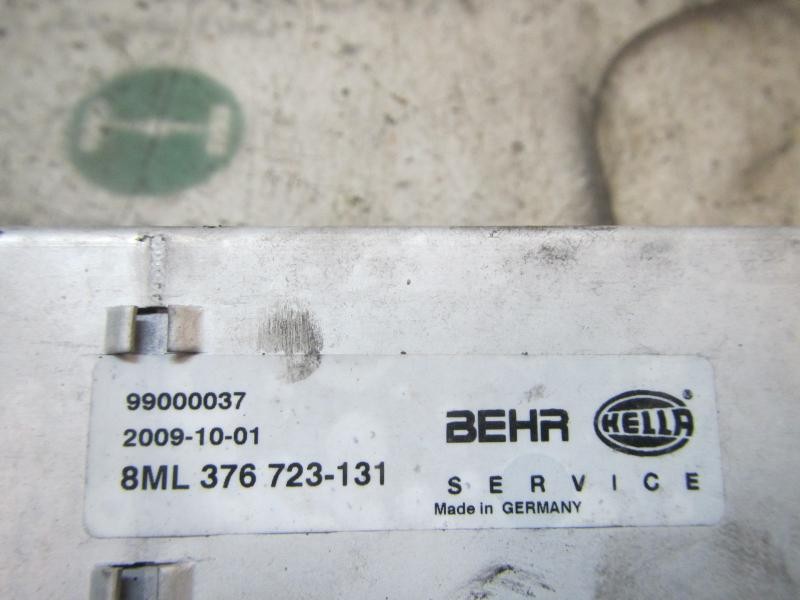 99000037
2009-10-01
8ML 376 723-131
BEHR HELLA ®
SERVICE
Made in GERMANY